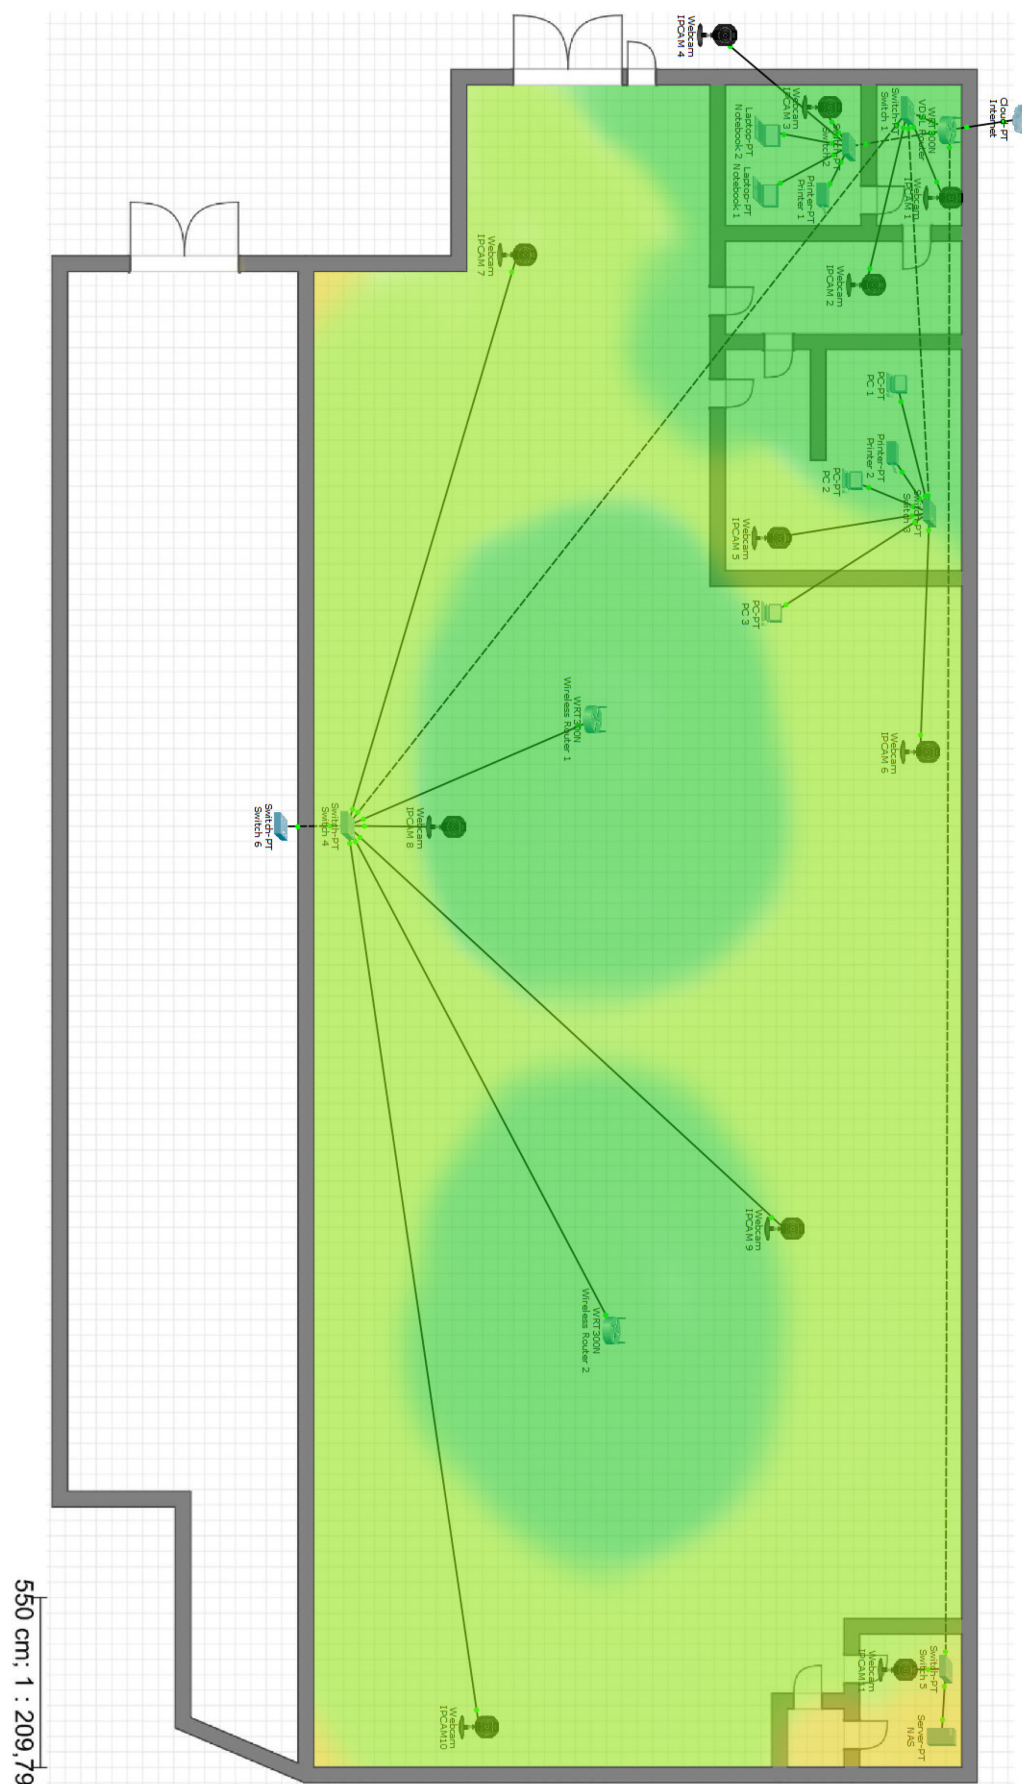 Webcam
IPCAM 4
Cloud-PT
Internet
Webcam
IPCAM 3
Switch-PT
Switch 2
Switch-PT
Switch 1
WRT300N
VDSL Router
Laptop-PT
Notebook 2
Laptop-PT
Notebook 1
Printer-PT
Printer 1
Webcam
IPCAM 1
Webcam
IPCAM 7
Webcam
IPCAM 2
PC-PT
PC 1
Printer-PT
Printer 2
PC-PT
PC 2
Switch-PT
Switch 3
Webcam
IPCAM 5
PC-PT
PC 3
WRT300N
Wireless Router 1
Webcam
IPCAM 6
Switch-PT
Switch 6
Switch-PT
Switch 4
Webcam
IPCAM 8
Webcam
IPCAM 9
WRT300N
Wireless Router 2
Webcam
IPCAM11
Switch-PT
Switch 5
Webcam
IPCAM10
Server-PT
NAS
550 cm; 1 : 209,79